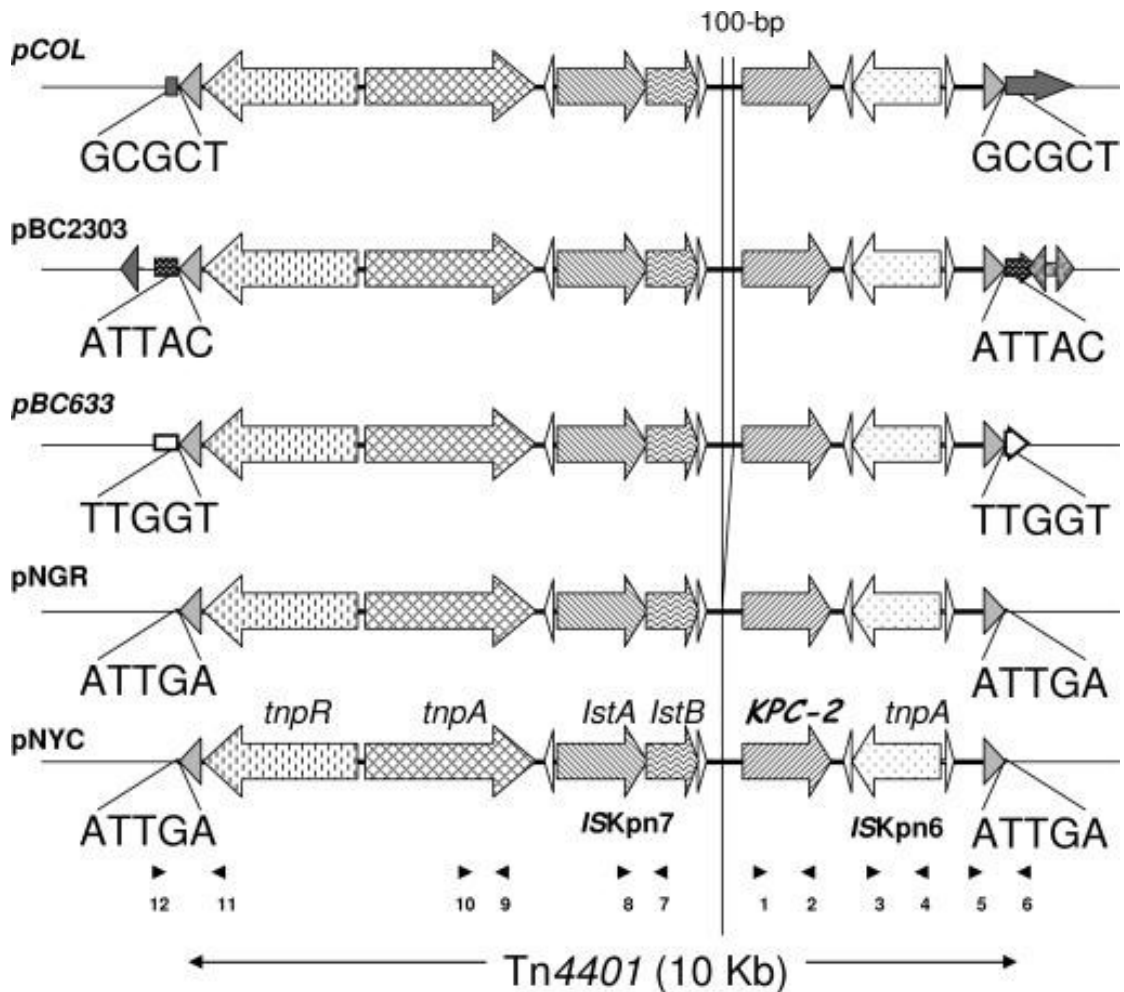 100-bp
pCOL
GCGCT GCGCT
pBC2303
ATTAC ATTAC
pBC633
TTGGT TTGGT
pNGR
ATTGA ATTGA
tnpR tnpA IstA IstB KPC-2 tnpA
pNYC
ATTGA ISKpn7 ISKpn6 ATTGA
12 11 10 9 8 7 1 2 3 4 5 6
Tn4401 (10 Kb)